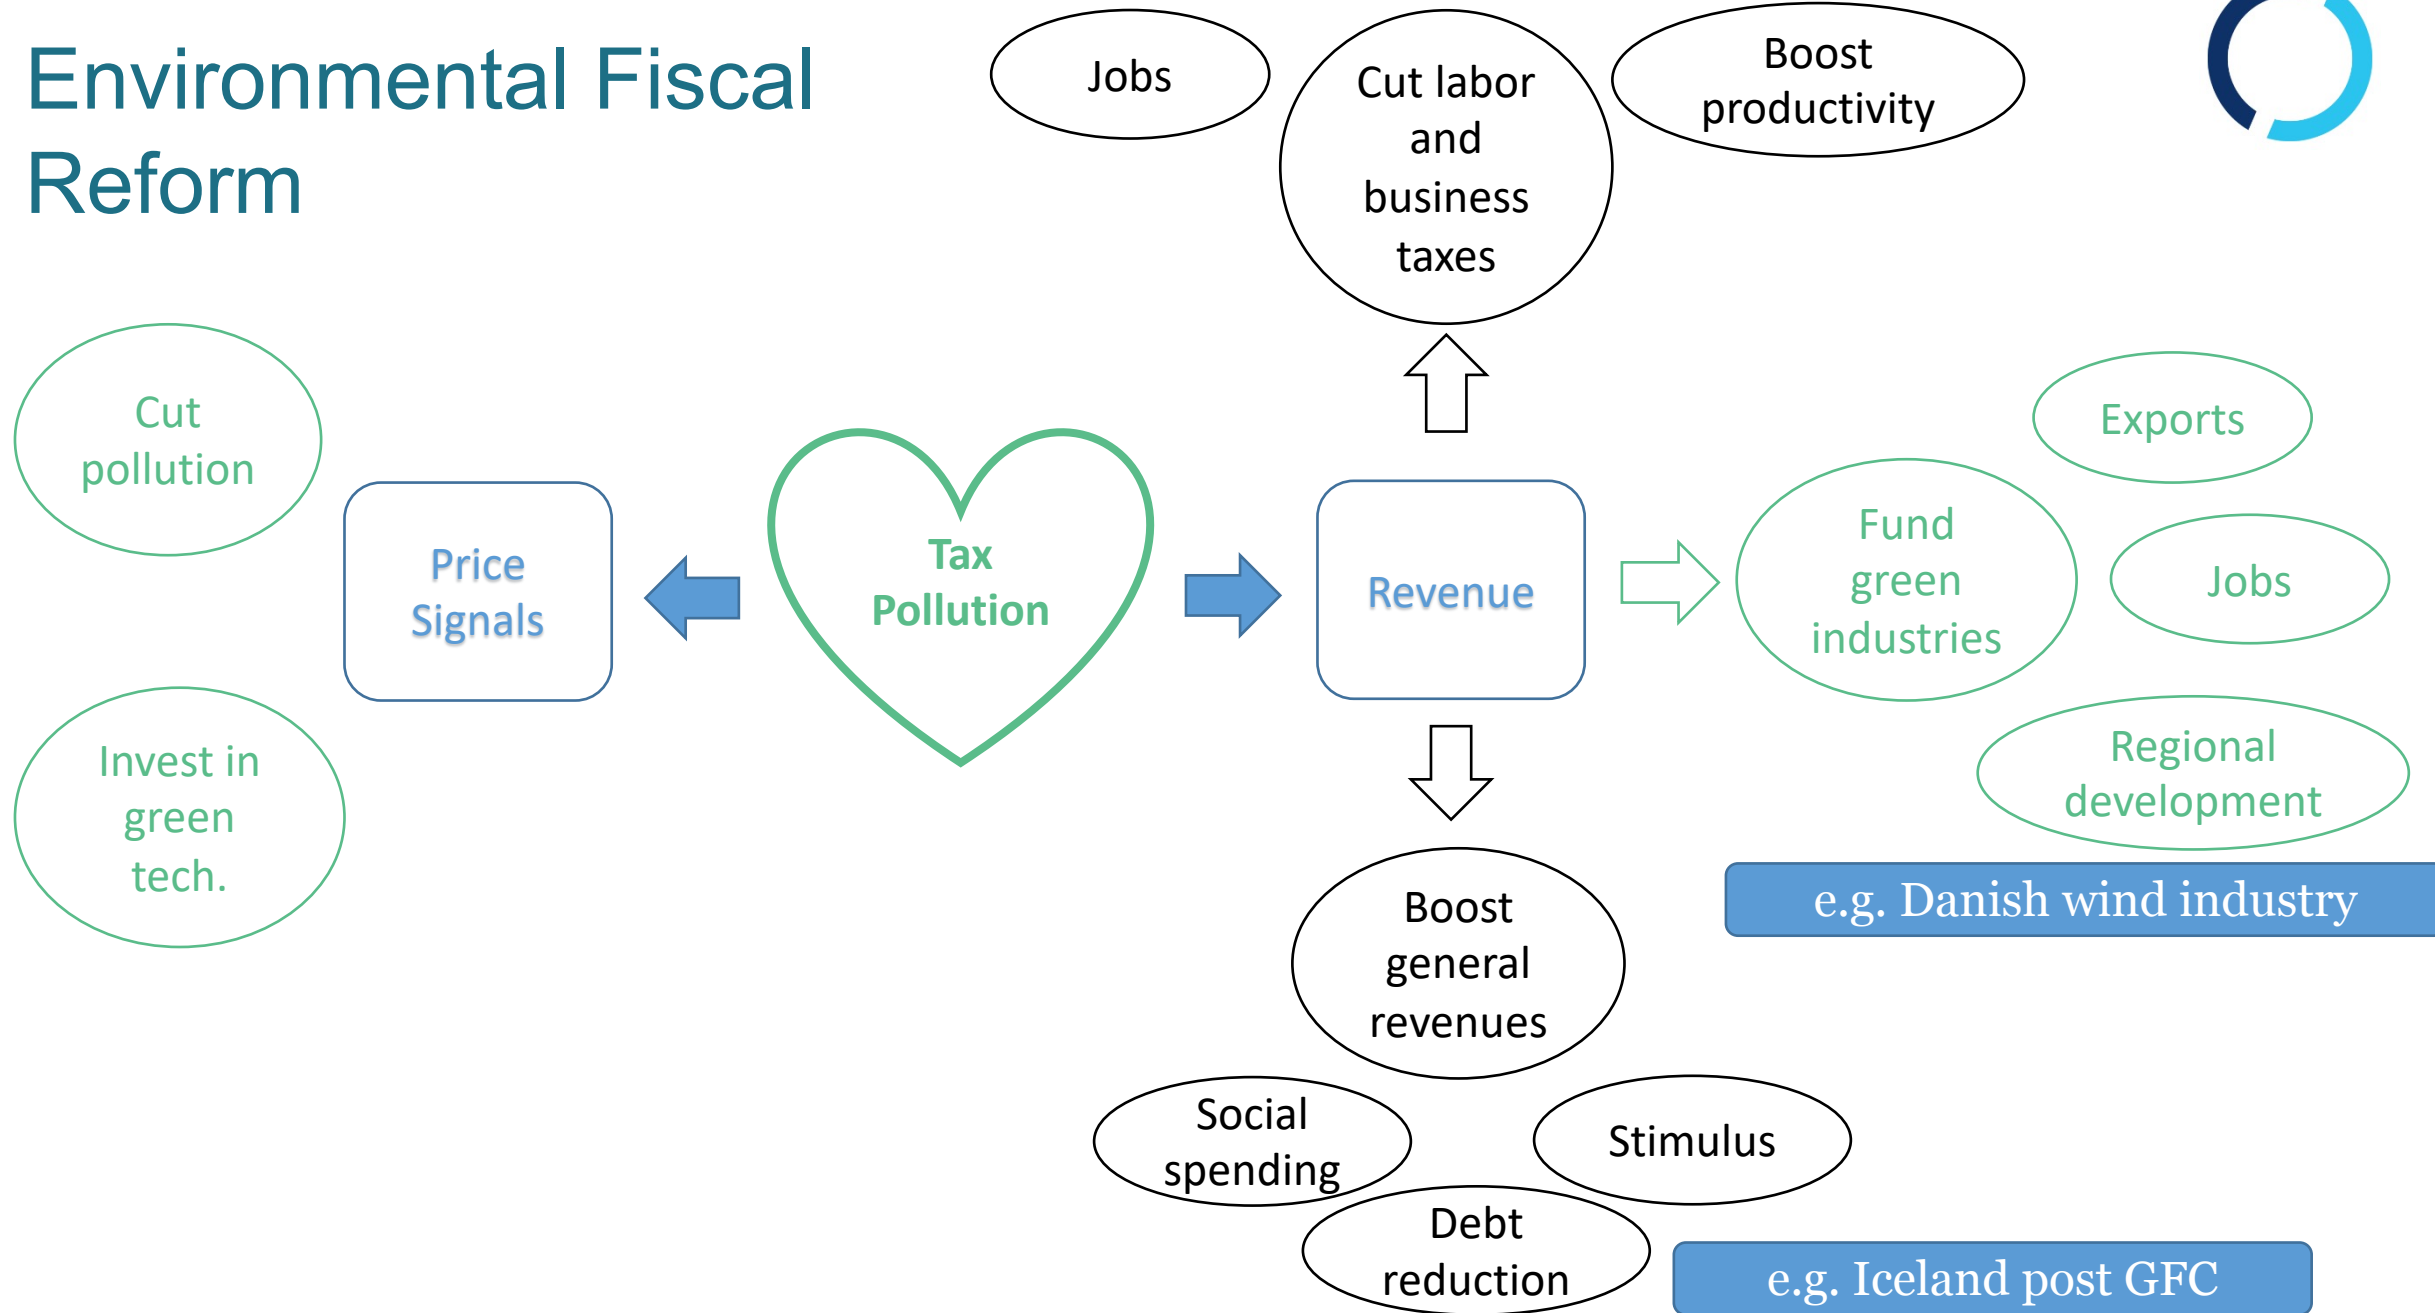 Environmental Fiscal
Reform
Jobs
Cut labor
and
business
taxes
Boost
productivity
Cut
pollution
Price
Signals
Invest in
green
tech.
Tax
Pollution
Revenue
Fund
green
industries
Exports
Jobs
Regional
development
e.g. Danish wind industry
Boost
general
revenues
Social
spending
Stimulus
Debt
reduction
e.g. Iceland post GFC